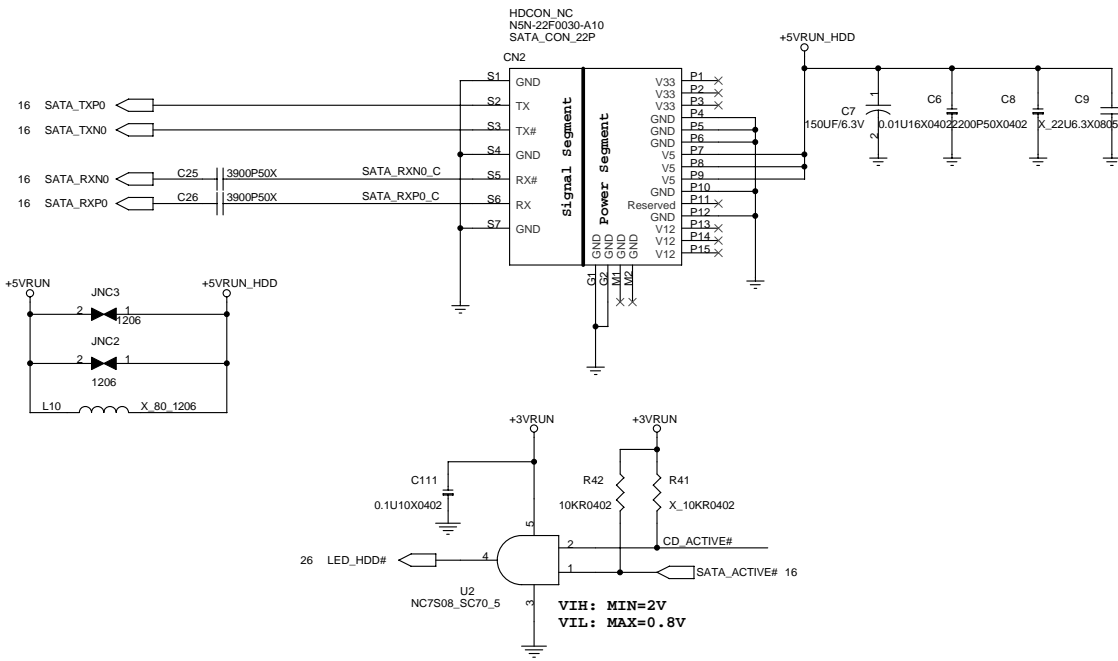 HDCON_NC
N5N-22F0030-A10
SATA_CON_22P
CN2
+5VRUN_HDD
16 SATA_TXP0
16 SATA_TXN0
16 SATA_RXN0 C25 3900P50X SATA_RXN0_C
16 SATA_RXP0 C26 3900P50X SATA_RXP0_C
S1 GND
S2 TX
S3 TX#
S4 GND
S5 RX#
S6 RX
S7 GND
Signal Segment
Power Segment
V33 P1
V33 P2
V33 P3
GND P4
GND P5
GND P6
V5 P7
V5 P8
V5 P9
GND P10
Reserved P11
GND P12
V12 P13
V12 P14
V12 P15
GND GND GND GND
G1 G2 M1 M2
1 C7 C6 C8 C9
150UF/6.3V 0.01U16X0402 2200P50X0402 X_22U6.3X0805
2
+5VRUN +5VRUN_HDD
JNC3
2 1
1206
JNC2
2 1
1206
L10 X_80_1206
+3VRUN +3VRUN
C111
0.1U10X0402
R42 R41
10KR0402 X_10KR0402
5
2 CD_ACTIVE#
26 LED_HDD# 4
1 SATA_ACTIVE# 16
U2
NC7S08_SC70_5
3
VIH: MIN=2V
VIL: MAX=0.8V